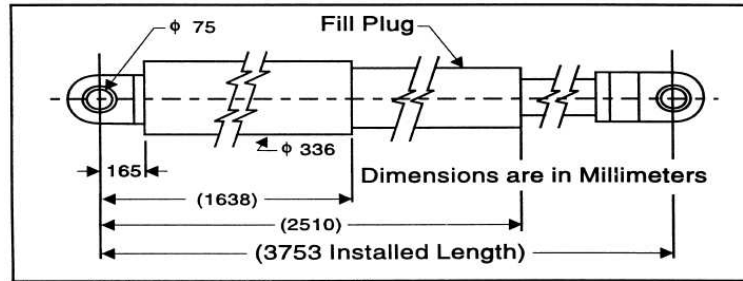 ϕ 75
Fill Plug
ϕ 336
165
Dimensions are in Millimeters
(1638)
(2510)
(3753 Installed Length)